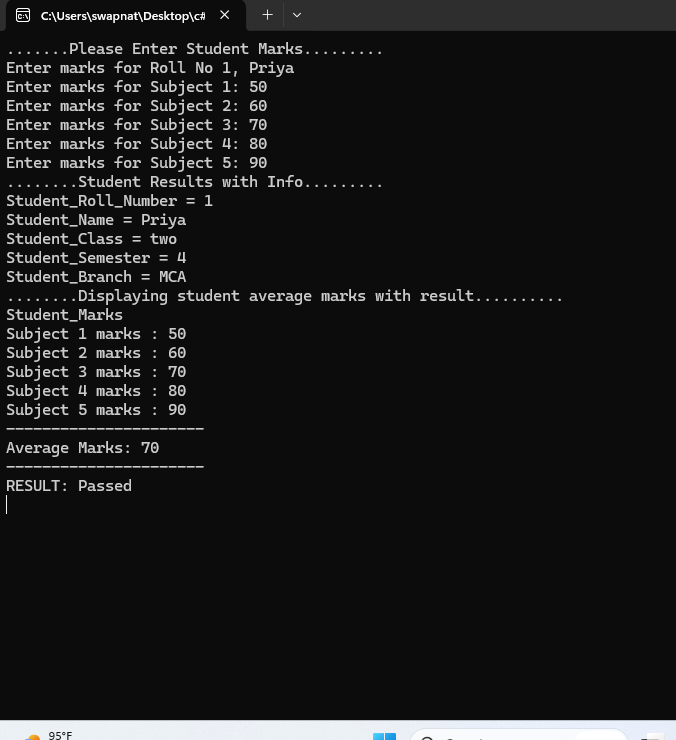 C:\Users\swapnat\Desktop\c#
.......Please Enter Student Marks.........
Enter marks for Roll No 1, Priya
Enter marks for Subject 1: 50
Enter marks for Subject 2: 60
Enter marks for Subject 3: 70
Enter marks for Subject 4: 80
Enter marks for Subject 5: 90
........Student Results with Info.........
Student_Roll_Number = 1
Student_Name = Priya
Student_Class = two
Student_Semester = 4
Student_Branch = MCA
........Displaying student average marks with result..........
Student_Marks
Subject 1 marks : 50
Subject 2 marks : 60
Subject 3 marks : 70
Subject 4 marks : 80
Subject 5 marks : 90
----------------------
Average Marks: 70
----------------------
RESULT: Passed
95°F